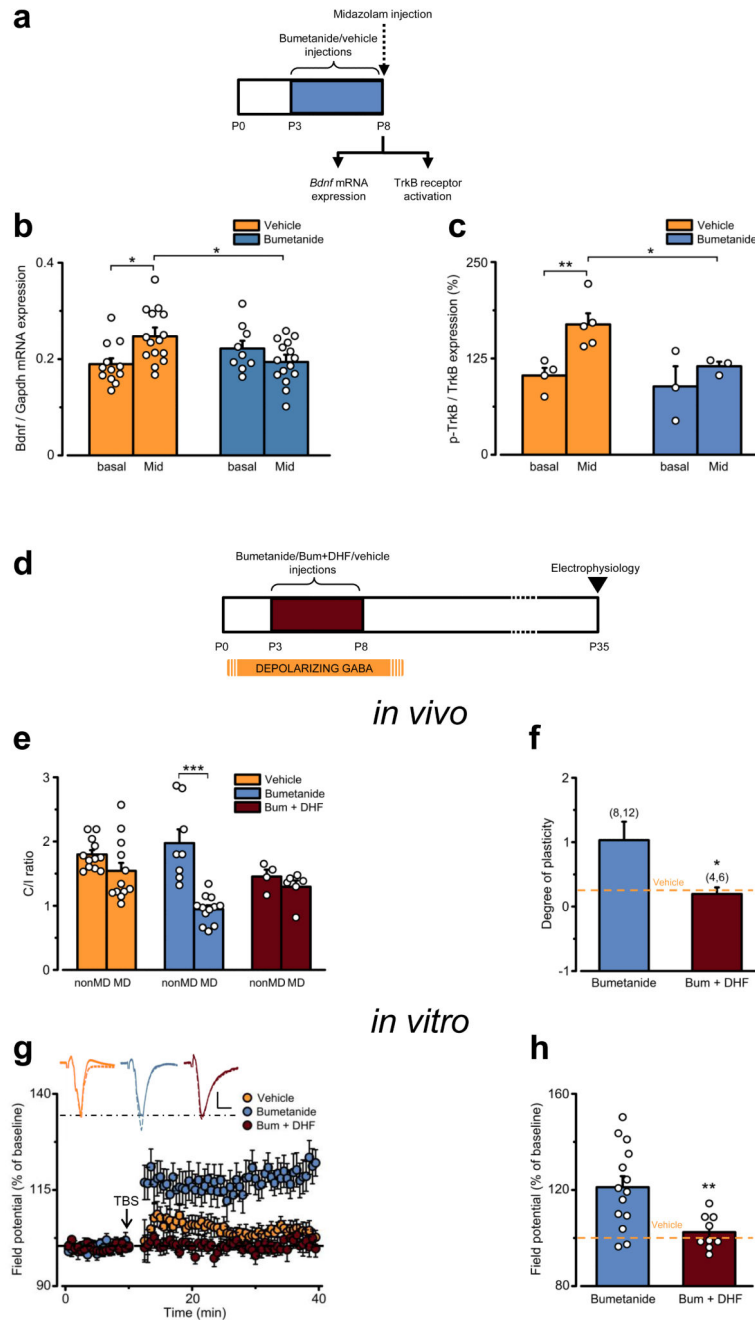 a
Midazolam injection
Bumetanide/vehicle
injections
P0
P3
P8
Bdnf mRNA
expression
TrkB receptor
activation
b
Vehicle
Bumetanide
*
*
Bdnf / Gapdh mRNA expression
0.4
0.2
0
basal
Mid
basal
Mid
c
Vehicle
Bumetanide
**
*
p-TrkB / TrkB expression (%)
250
125
0
basal
Mid
basal
Mid
d
Bumetanide/Bum+DHF/vehicle
injections
Electrophysiology
P0
P3
P8
P35
DEPOLARIZING GABA
in vivo
e
Vehicle
Bumetanide
Bum + DHF
***
C/I ratio
3
2
1
0
nonMD MD
nonMD MD
nonMD MD
f
Degree of plasticity
2
1
0
-1
(8,12)
*
(4,6)
Vehicle
Bumetanide
Bum + DHF
in vitro
g
Vehicle
Bumetanide
Bum + DHF
Field potential (% of baseline)
140
115
90
TBS
0
20
40
Time (min)
h
Field potential (% of baseline)
160
120
80
**
Vehicle
Bumetanide
Bum + DHF